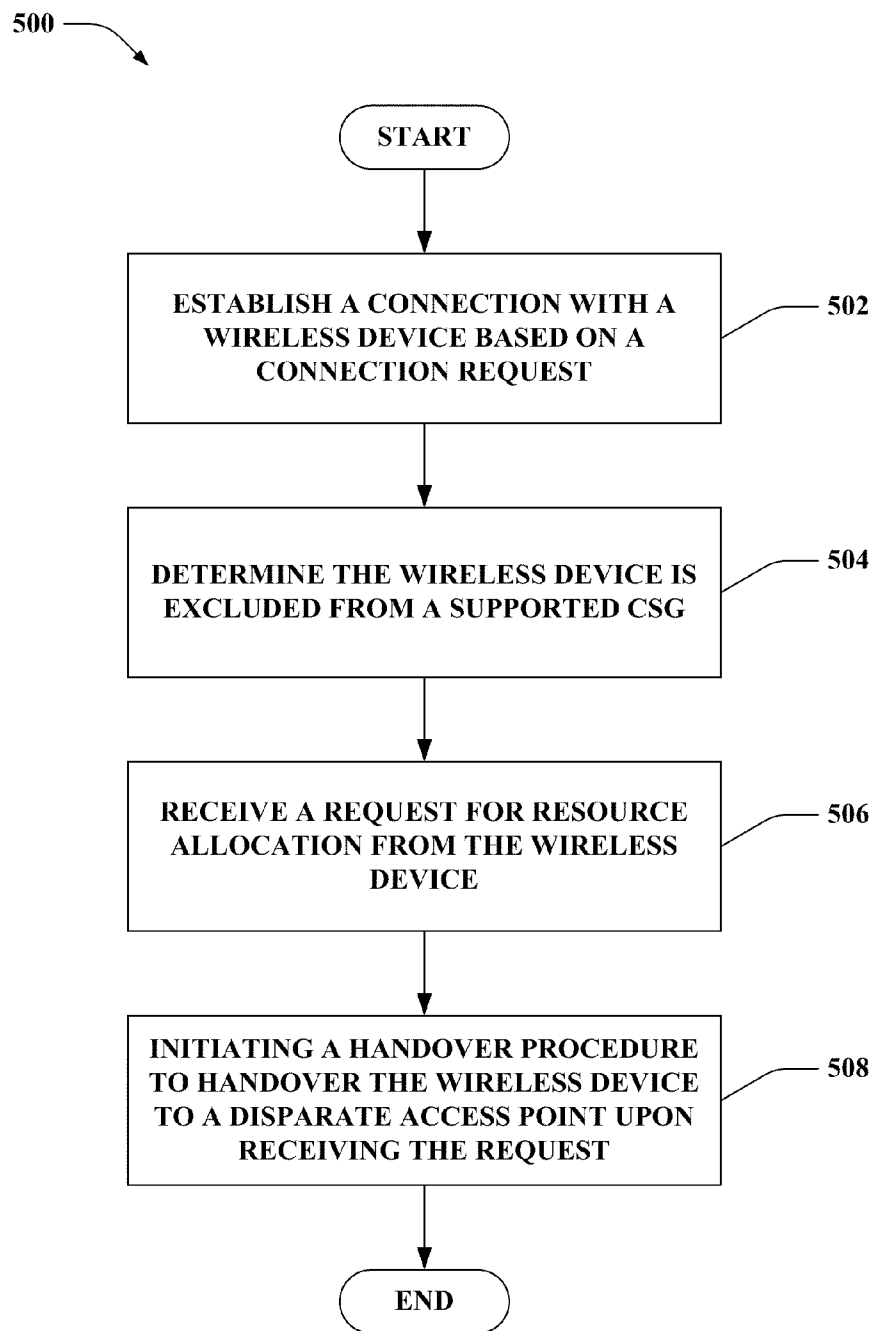 500
START
ESTABLISH A CONNECTION WITH A
WIRELESS DEVICE BASED ON A
CONNECTION REQUEST
502
DETERMINE THE WIRELESS DEVICE IS
EXCLUDED FROM A SUPPORTED CSG
504
RECEIVE A REQUEST FOR RESOURCE
ALLOCATION FROM THE WIRELESS
DEVICE
506
INITIATING A HANDOVER PROCEDURE
TO HANDOVER THE WIRELESS DEVICE
TO A DISPARATE ACCESS POINT UPON
RECEIVING THE REQUEST
508
END